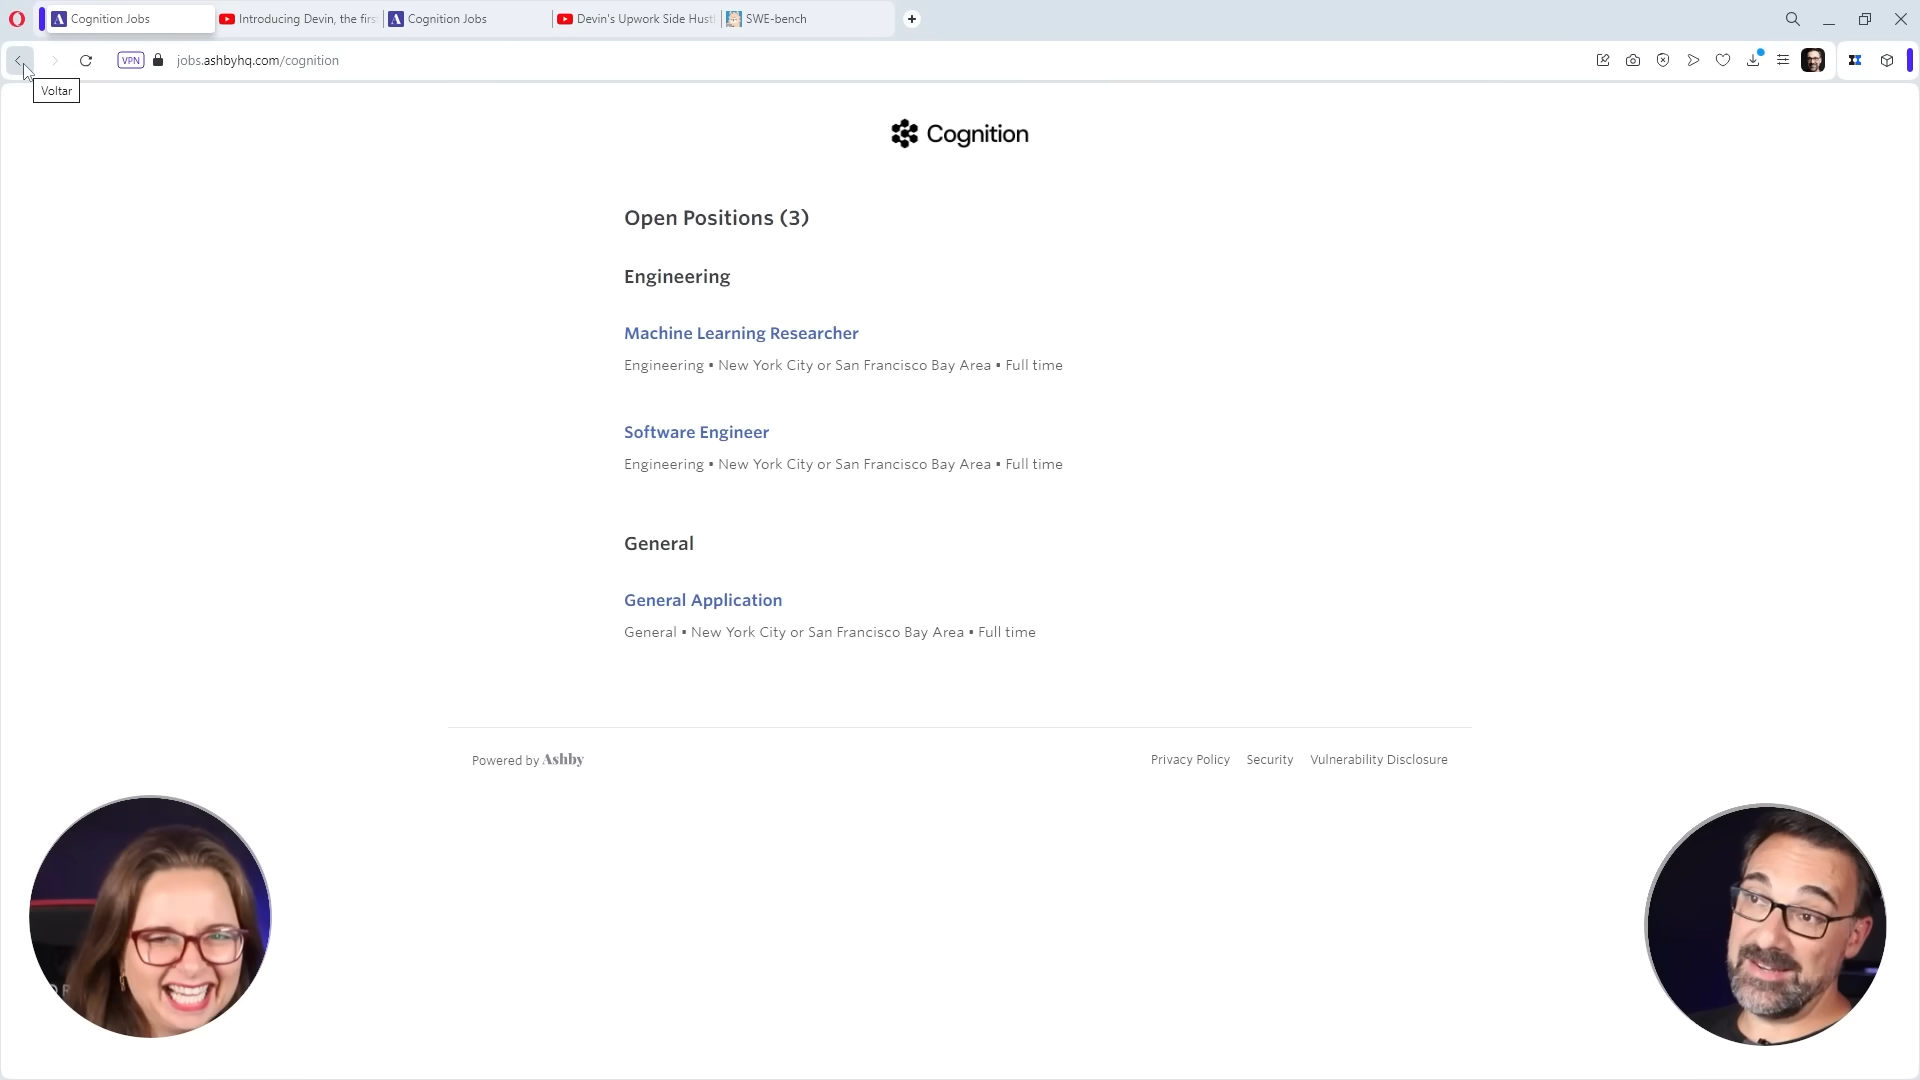 Cognition Jobs
Introducing Devin, the firs
Cognition Jobs
Devin's Upwork Side Hustl
SWE-bench
VPN
jobs.ashbyhq.com/cognition
Voltar
Cognition
Open Positions (3)
Engineering
Machine Learning Researcher
Engineering • New York City or San Francisco Bay Area • Full time
Software Engineer
Engineering • New York City or San Francisco Bay Area • Full time
General
General Application
General • New York City or San Francisco Bay Area • Full time
Powered by Ashby
Privacy Policy Security Vulnerability Disclosure